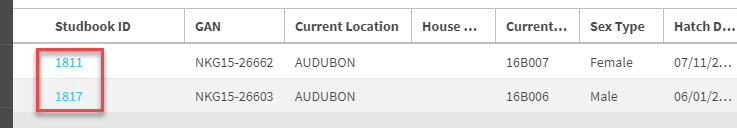 Studbook ID GAN Current Location House ... Current... Sex Type Hatch D...
1811 NKG15-26662 AUDUBON 16B007 Female 07/11/2...
1817 NKG15-26603 AUDUBON 16B006 Male 06/01/2...